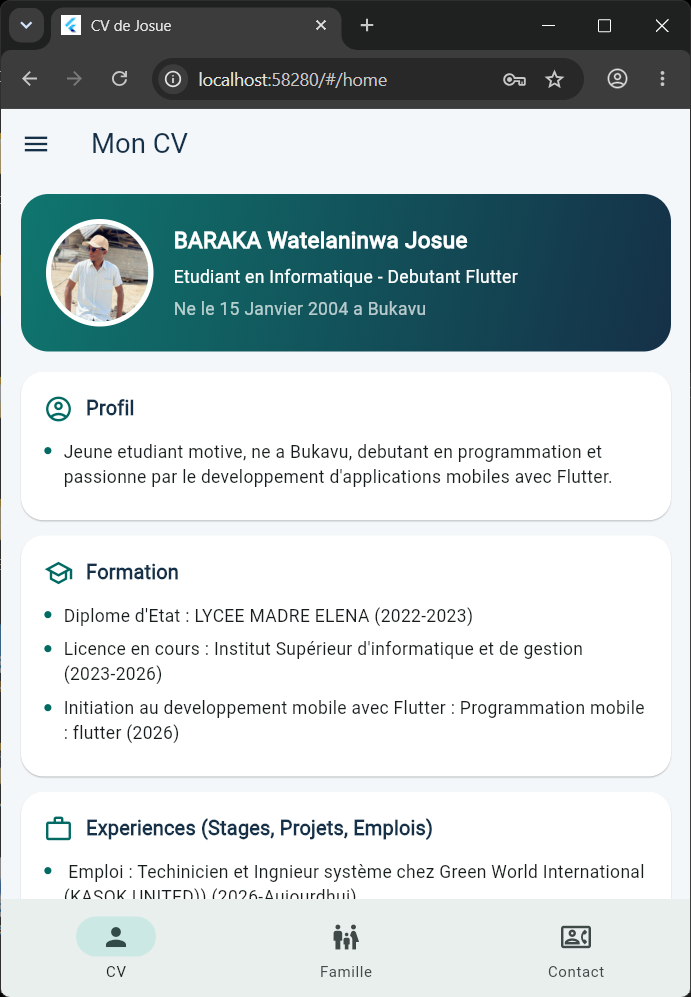 CV de Josue
localhost:58280/#/home
Mon CV
BARAKA Watelaninwa Josue
Etudiant en Informatique - Debutant Flutter
Ne le 15 Janvier 2004 a Bukavu
Profil
Jeune etudiant motive, ne a Bukavu, debutant en programmation et
passionne par le developpement d'applications mobiles avec Flutter.
Formation
Diplome d'Etat : LYCEE MADRE ELENA (2022-2023)
Licence en cours : Institut Supérieur d'informatique et de gestion
(2023-2026)
Initiation au developpement mobile avec Flutter : Programmation mobile
: flutter (2026)
Experiences (Stages, Projets, Emplois)
Emploi : Techinicien et Ingnieur système chez Green World International
(KASOK UNITED)) (2026-Aujourdhui)
CV
Famille
Contact